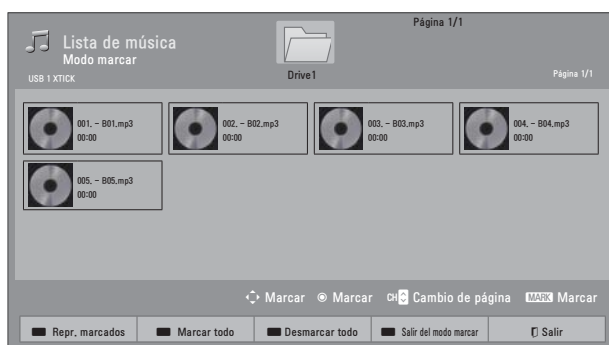 Página 1/1
Lista de música
Modo marcar
USB 1 XTICK
Drive1
Página 1/1
001. - B01.mp3
00:00
002. - B02.mp3
00:00
003. - B03.mp3
00:00
004. - B04.mp3
00:00
005. - B05.mp3
00:00
Marcar Marcar CH Cambio de página MARK Marcar
Repr. marcados Marcar todo Desmarcar todo Salir del modo marcar Salir